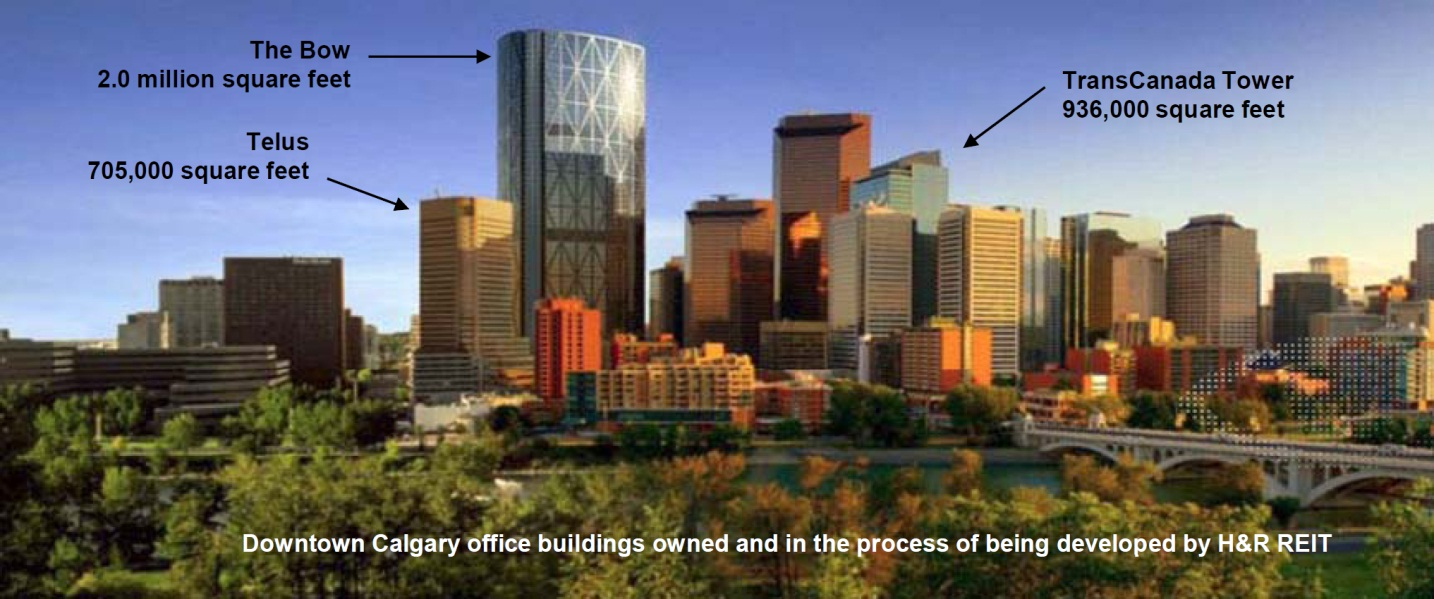 The Bow
2.0 million square feet
Telus
705,000 square feet
TransCanada Tower
936,000 square feet
Downtown Calgary office buildings owned and in the process of being developed by H&R REIT